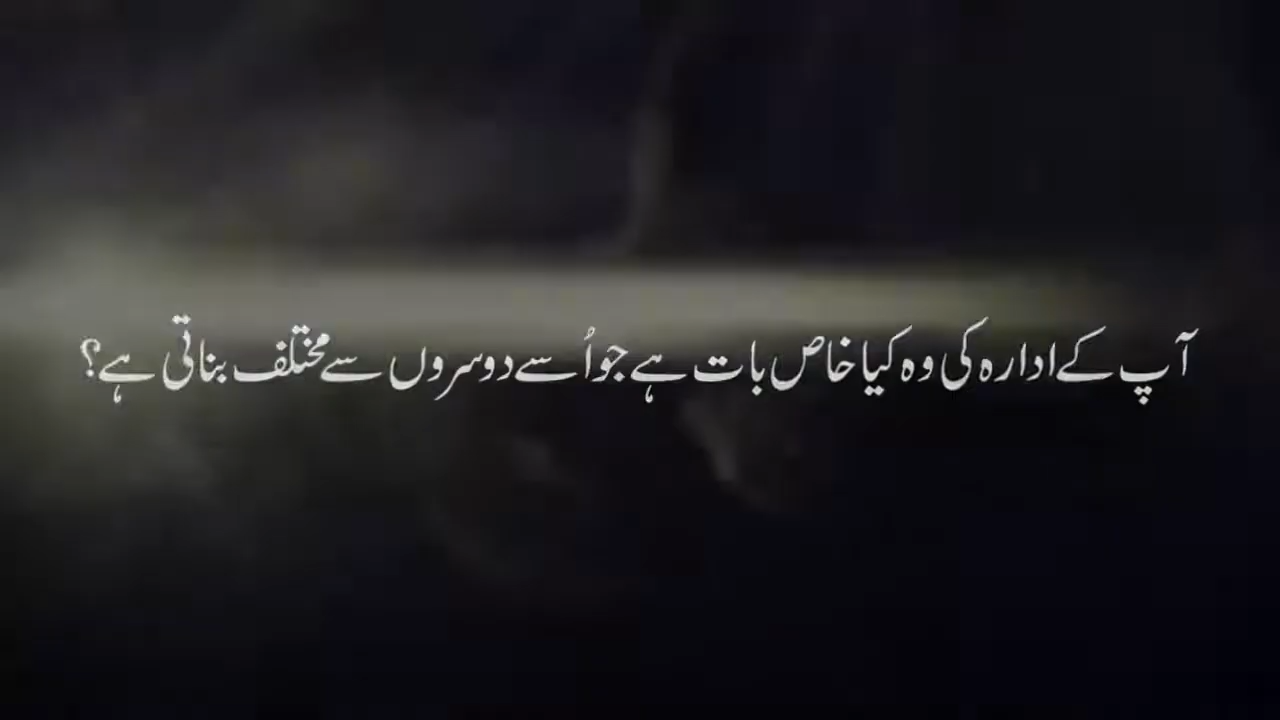 آپ کے ادارہ کی وہ کیا خاص بات ہے جو اُسے دوسروں سے مختلف بناتی ہے؟